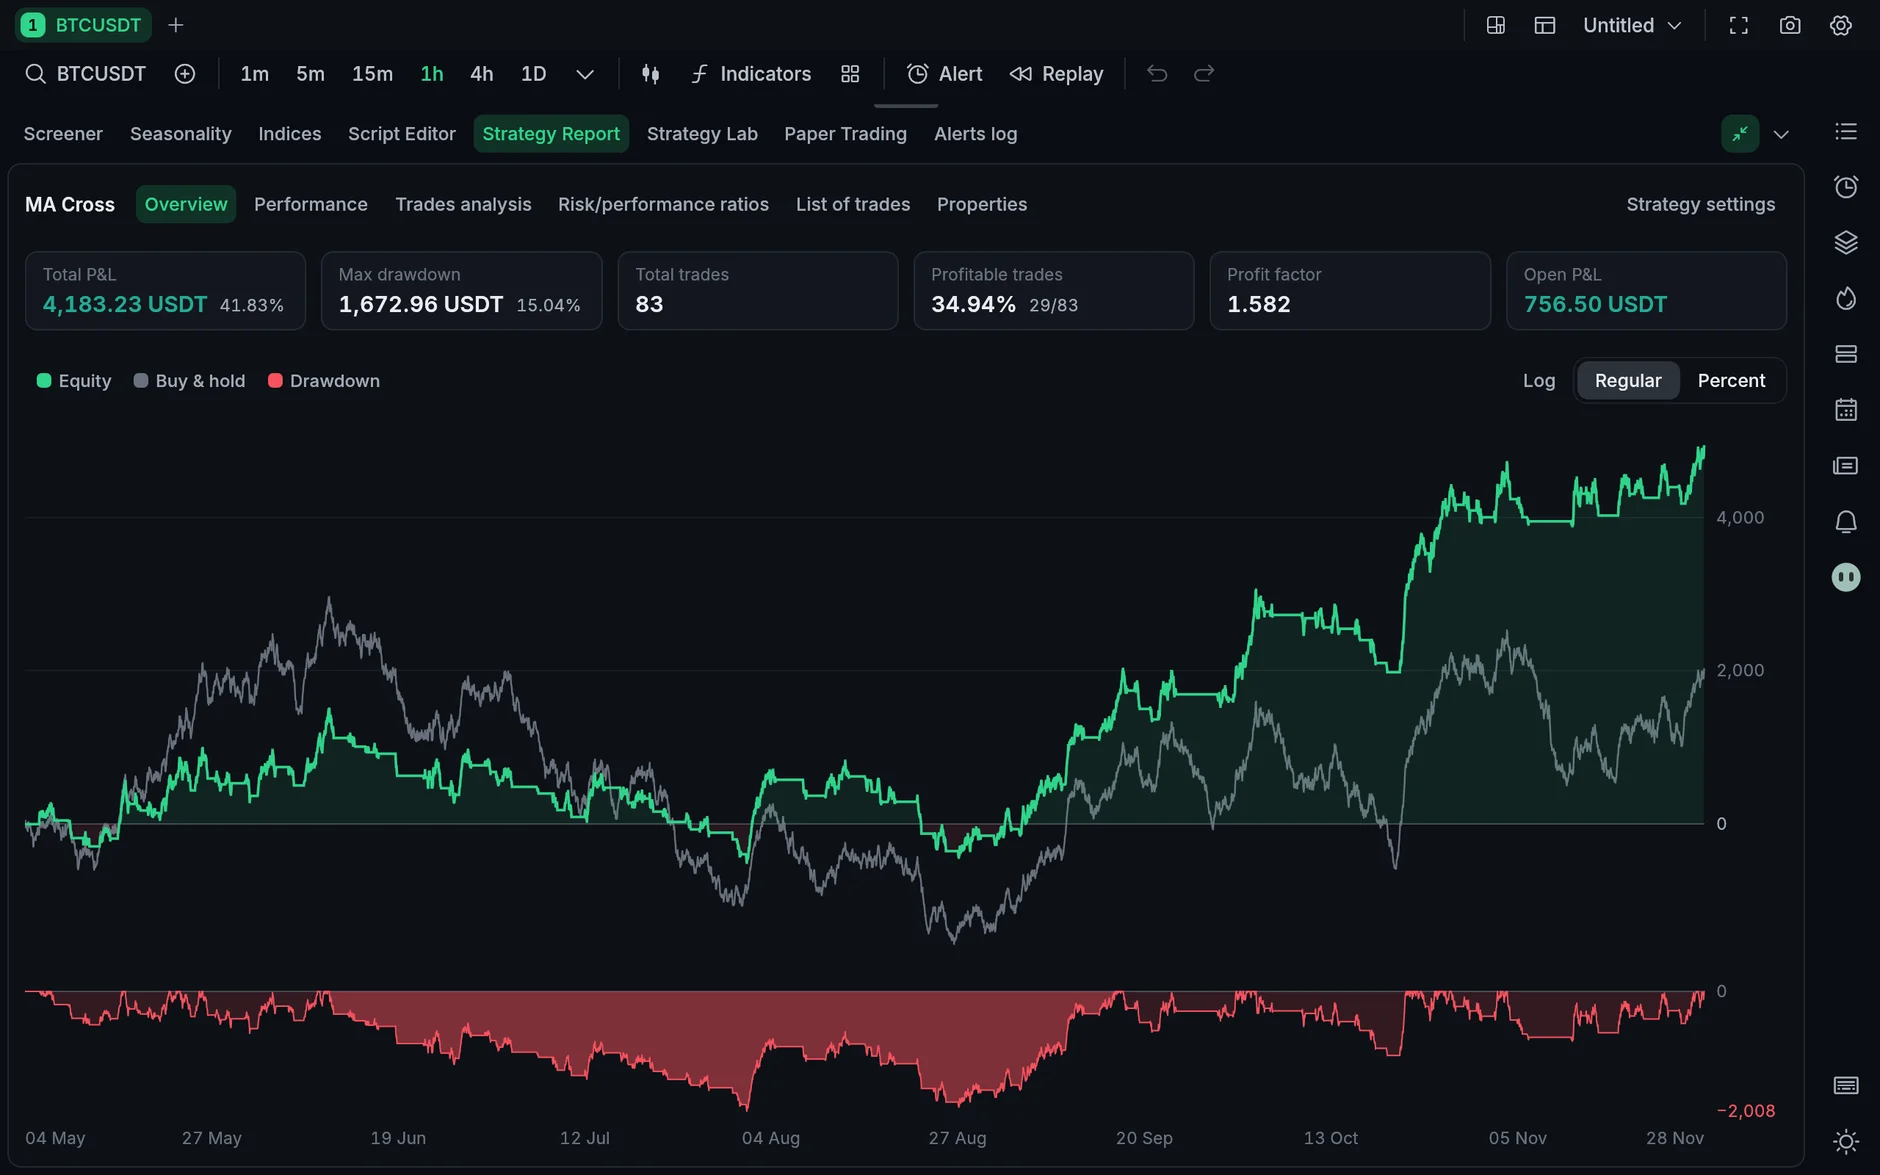 1 BTCUSDT Untitled
BTCUSDT 1m 5m 15m 1h 4h 1D Indicators Alert Replay
Screener Seasonality Indices Script Editor Strategy Report Strategy Lab Paper Trading Alerts log
MA Cross Overview Performance Trades analysis Risk/performance ratios List of trades Properties Strategy settings
Total P&L Max drawdown Total trades Profitable trades Profit factor Open P&L
4,183.23 USDT 41.83% 1,672.96 USDT 15.04% 83 34.94% 29/83 1.582 756.50 USDT
Equity Buy & hold Drawdown Log Regular Percent
4,000
2,000
0
0
−2,008
04 May 27 May 19 Jun 12 Jul 04 Aug 27 Aug 20 Sep 13 Oct 05 Nov 28 Nov